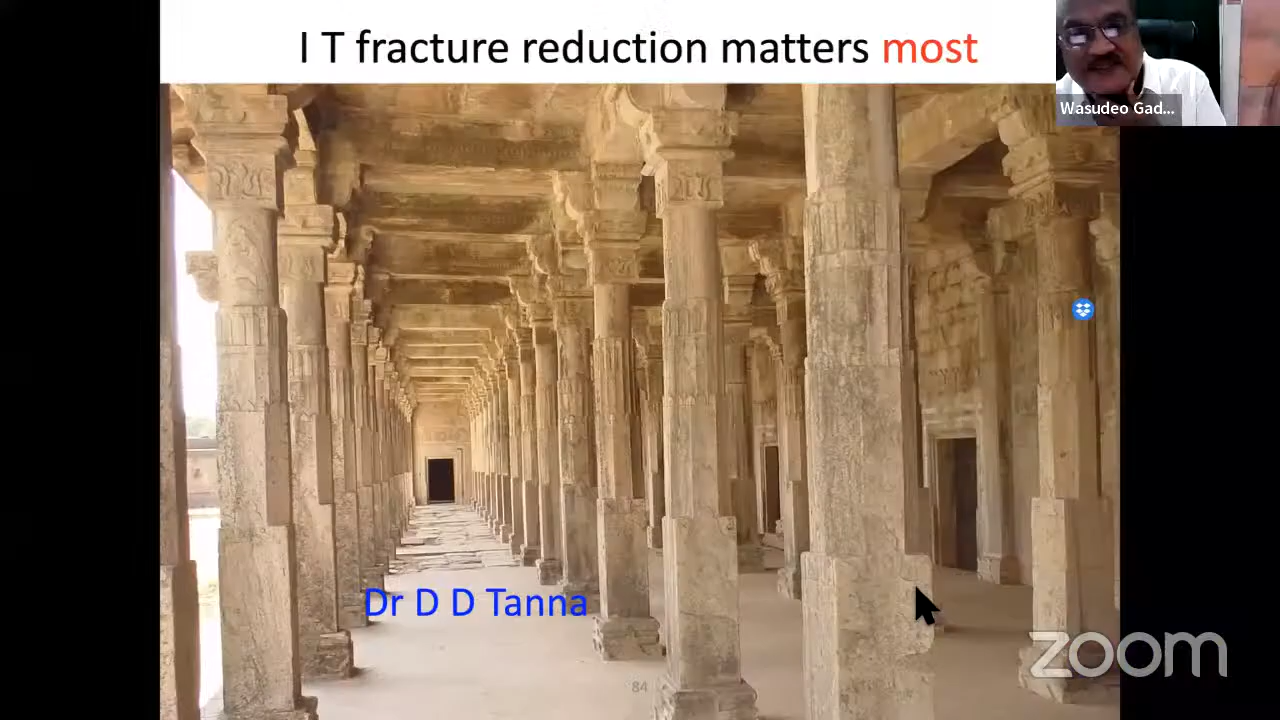 I T fracture reduction matters most
Wasudeo Gad...
Dr D D Tanna
84
zoom